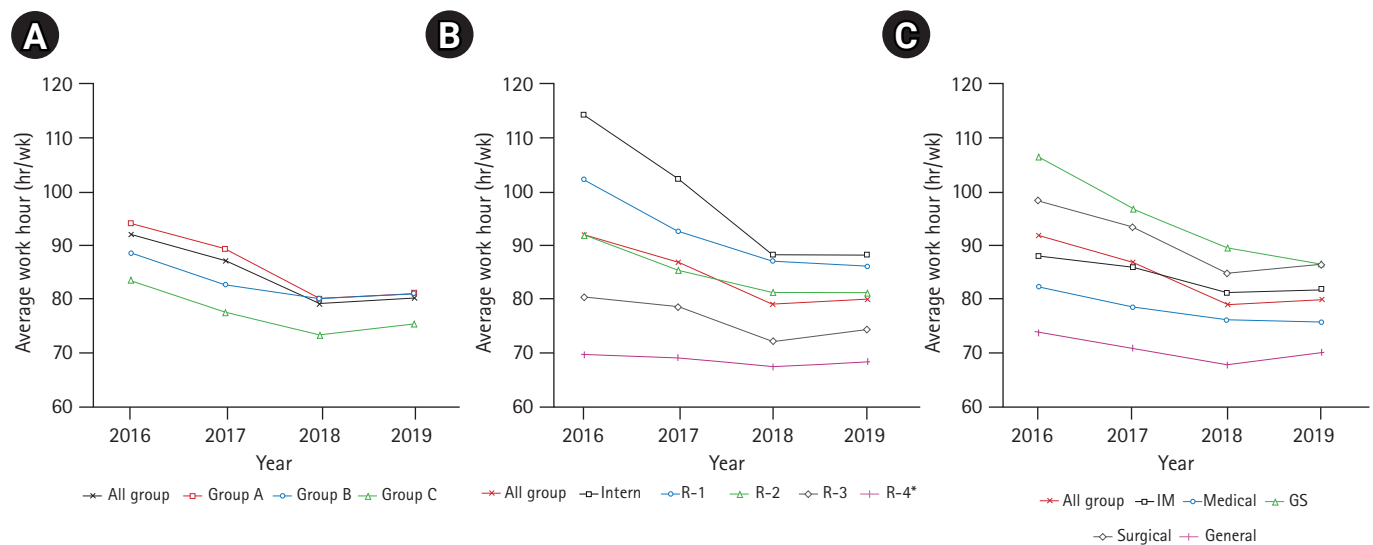 A
B
C
120
110
100
90
80
70
60
Average work hour (hr/wk)
2016 2017 2018 2019
Year
All group Group A Group B Group C
120
110
100
90
80
70
60
Average work hour (hr/wk)
2016 2017 2018 2019
Year
All group Intern R-1 R-2 R-3 R-4*
120
110
100
90
80
70
60
Average work hour (hr/wk)
2016 2017 2018 2019
Year
All group IM Medical GS
Surgical General